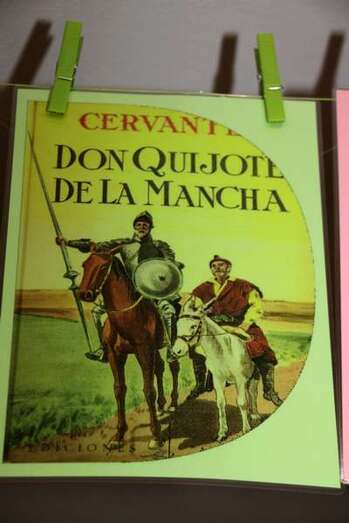 CERVANTE
DON QUIJOTE
DE LA MANCHA
EDICIONES